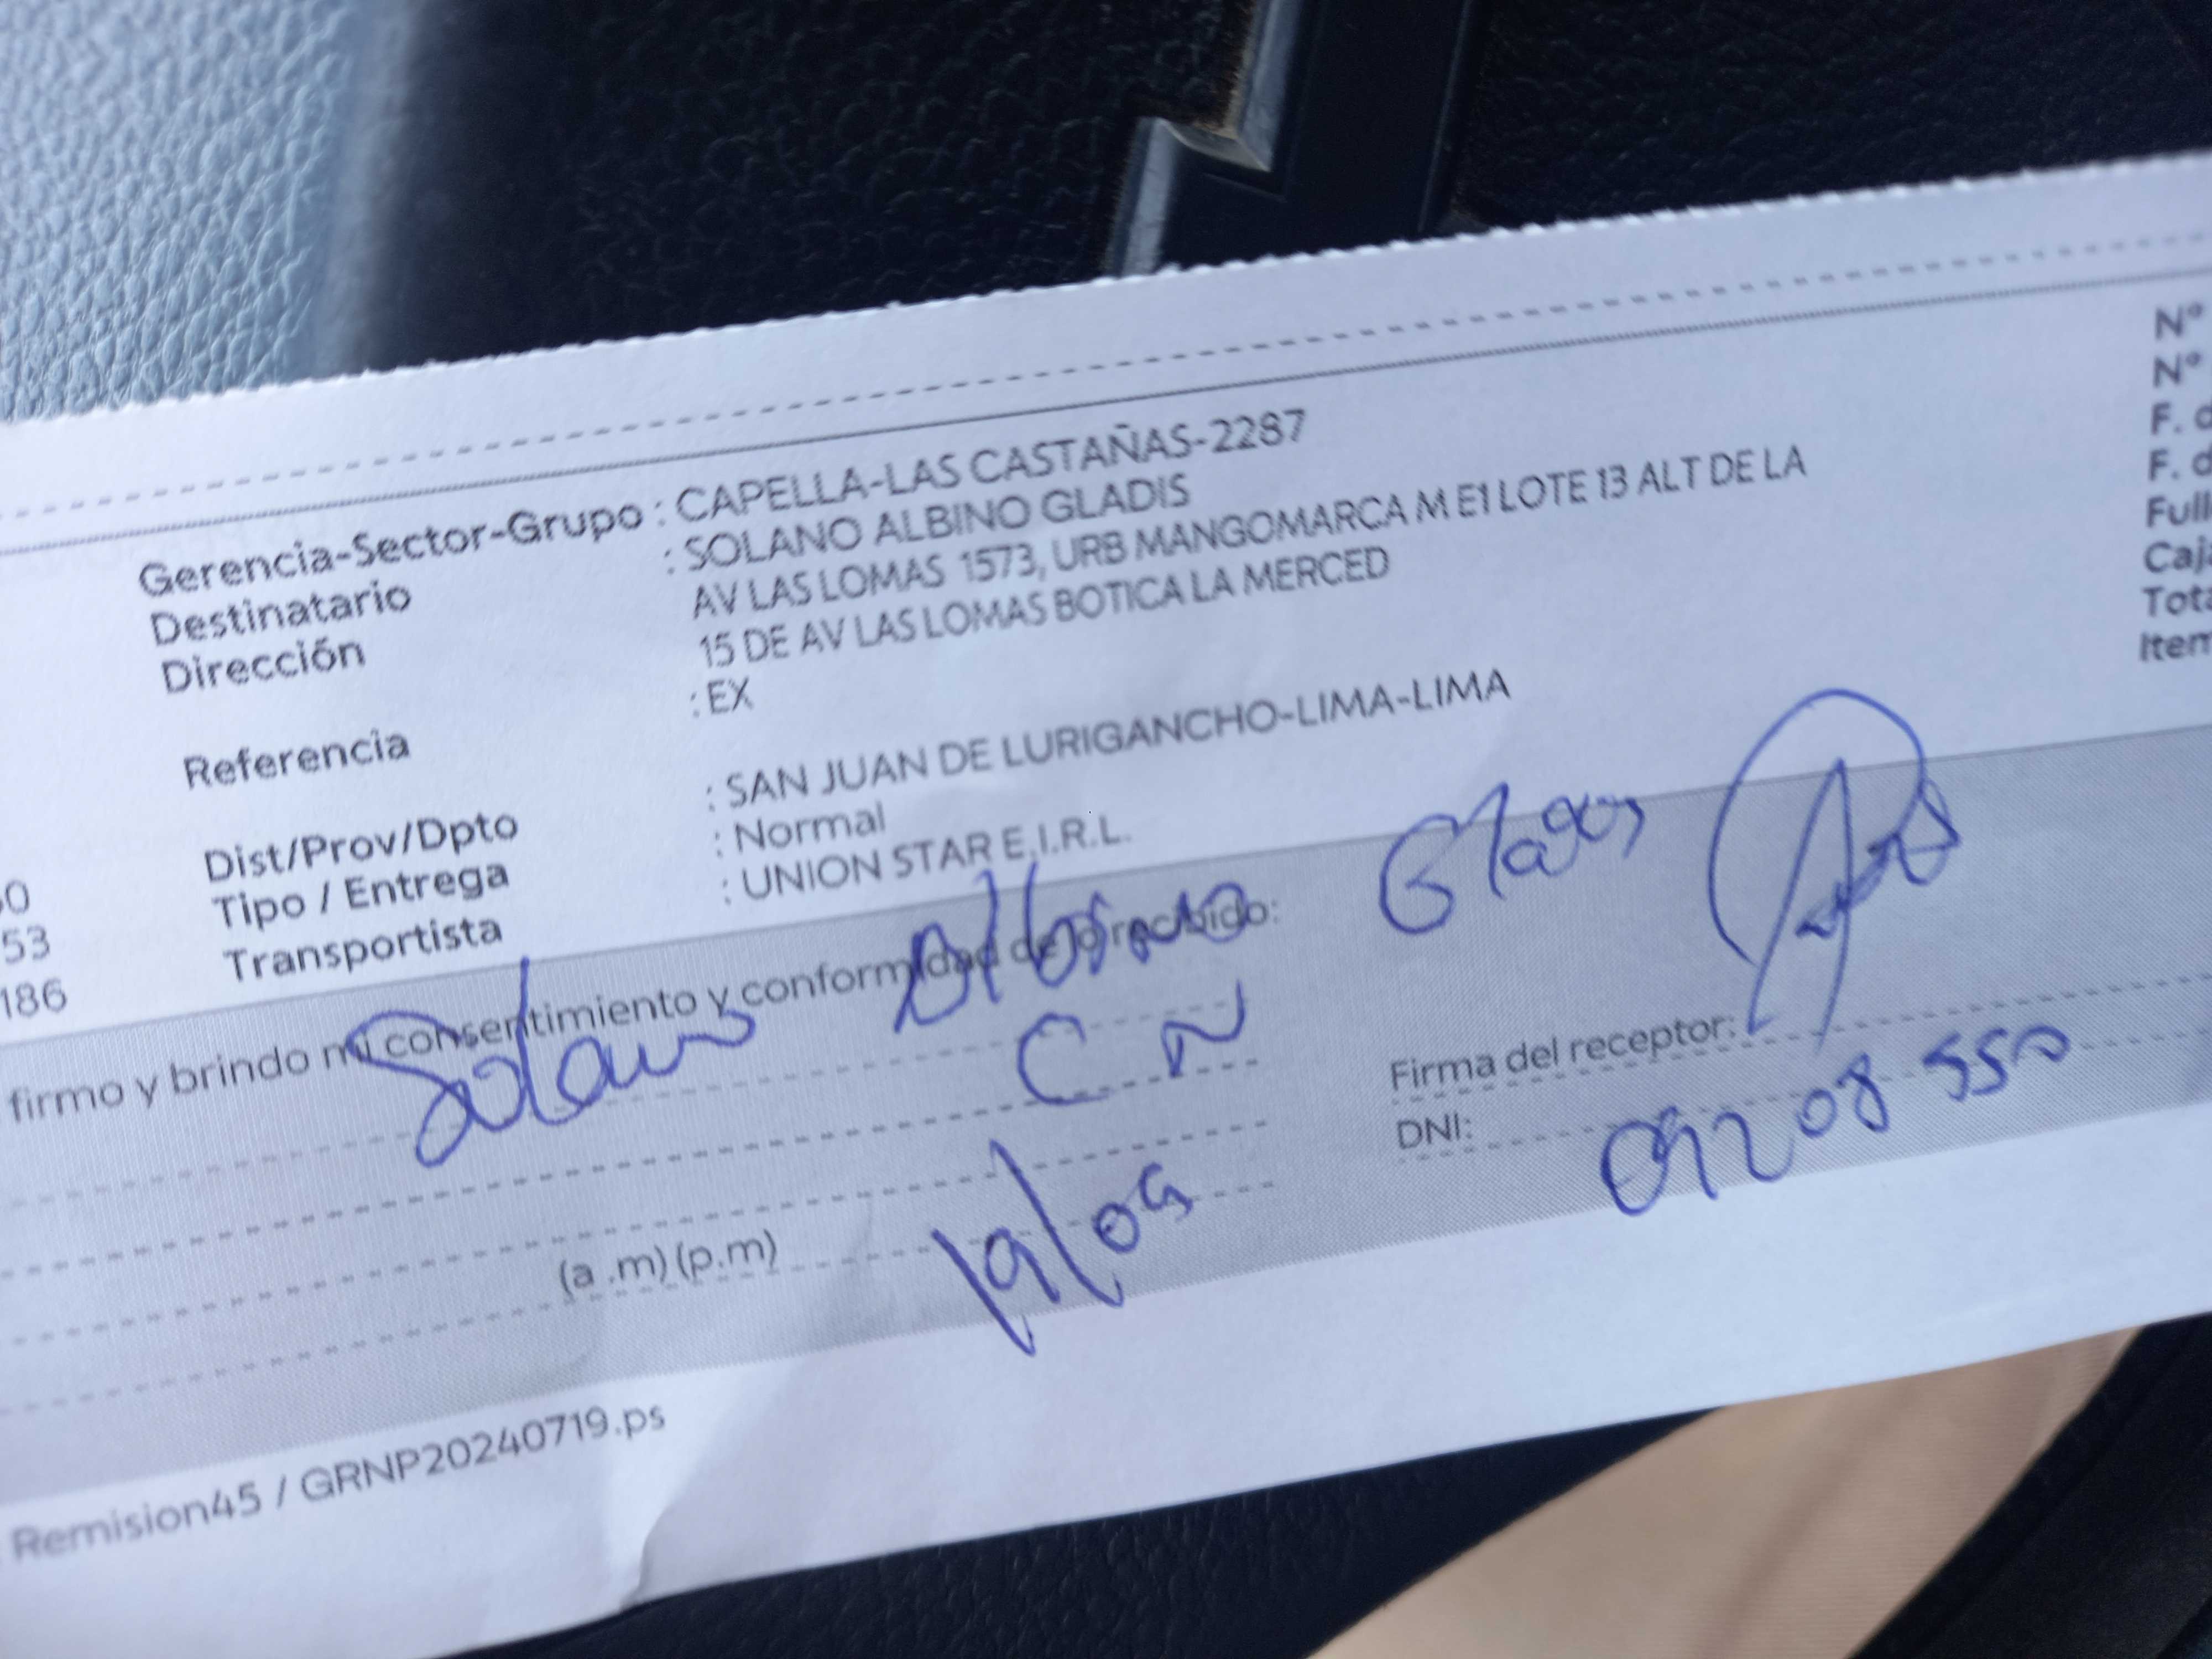 Gerencia-Sector-Grupo : CAPELLA-LAS CASTAÑAS-2287
Destinatario : SOLANO ALBINO GLADIS
Dirección AV LAS LOMAS 1573, URB MANGOMARCA M E1 LOTE 13 ALT DE LA
15 DE AV LAS LOMAS BOTICA LA MERCED
Referencia : EX
Dist/Prov/Dpto : SAN JUAN DE LURIGANCHO-LIMA-LIMA
Tipo / Entrega : Normal
Transportista : UNION STAR E.I.R.L.
N°
N°
F. d
F. d
Full
Caja
Tota
Item
53
186
firmo y brindo mi consentimiento y conformidad de lo recibido:
Solano Albino Gladys
C N
Firma del receptor:
DNI: 09208550
(a .m) (p.m)
19/09
Remision45 / GRNP20240719.ps